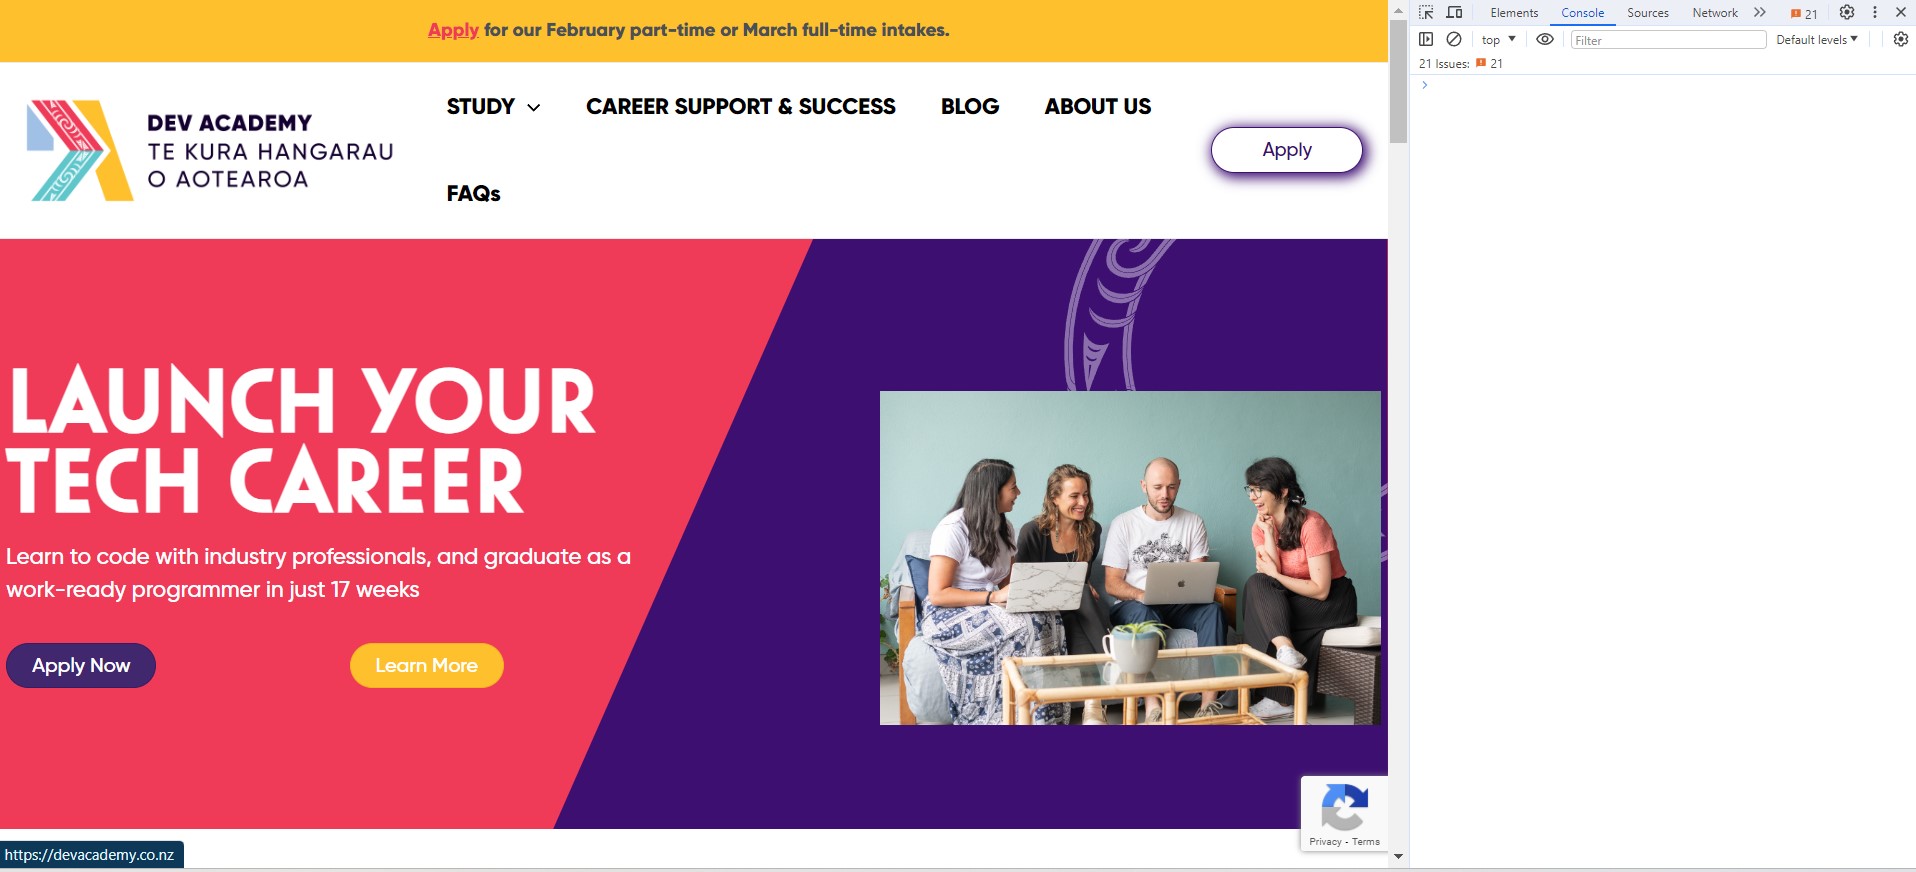 Apply for our February part-time or March full-time intakes.
DEV ACADEMY
TE KURA HANGARAU
O AOTEAROA
STUDY
CAREER SUPPORT & SUCCESS
BLOG
ABOUT US
FAQs
Apply
LAUNCH YOUR
TECH CAREER
Learn to code with industry professionals, and graduate as a
work-ready programmer in just 17 weeks
Apply Now
Learn More
Privacy - Terms
https://devacademy.co.nz
Elements
Console
Sources
Network
21
top
Filter
Default levels
21 Issues:
21